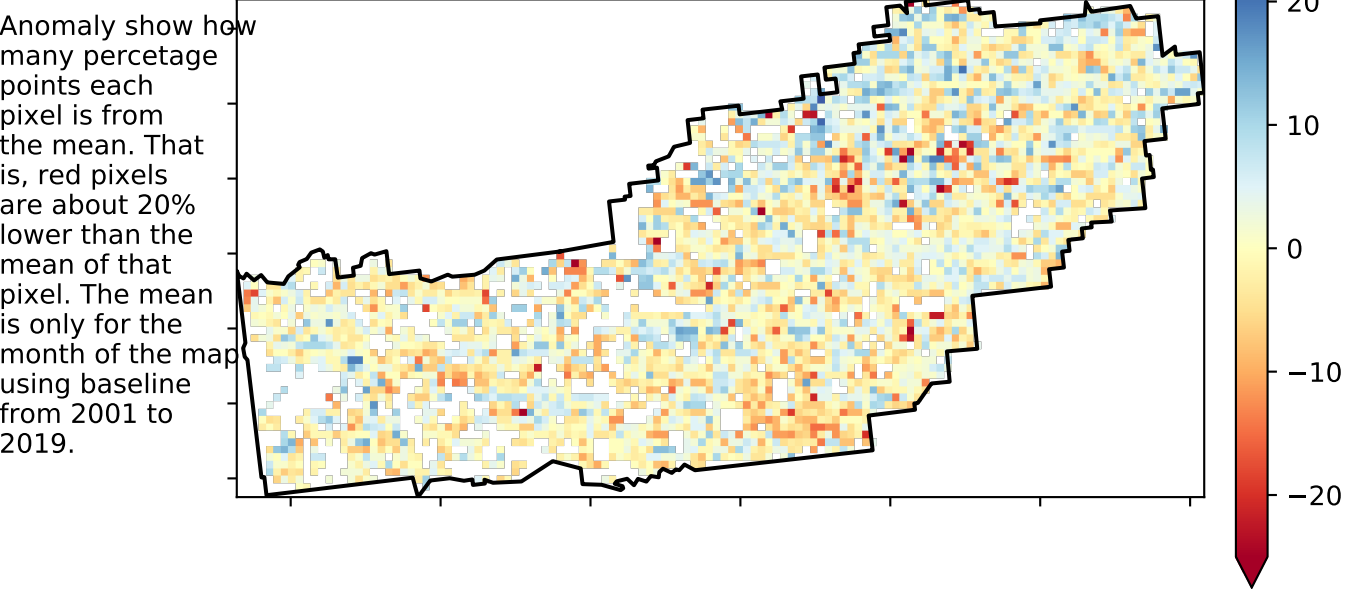 Anomaly show how
many percetage
points each
pixel is from
the mean. That
is, red pixels
are about 20%
lower than the
mean of that
pixel. The mean
is only for the
month of the map
using baseline
from 2001 to
2019.
20
10
0
−10
−20